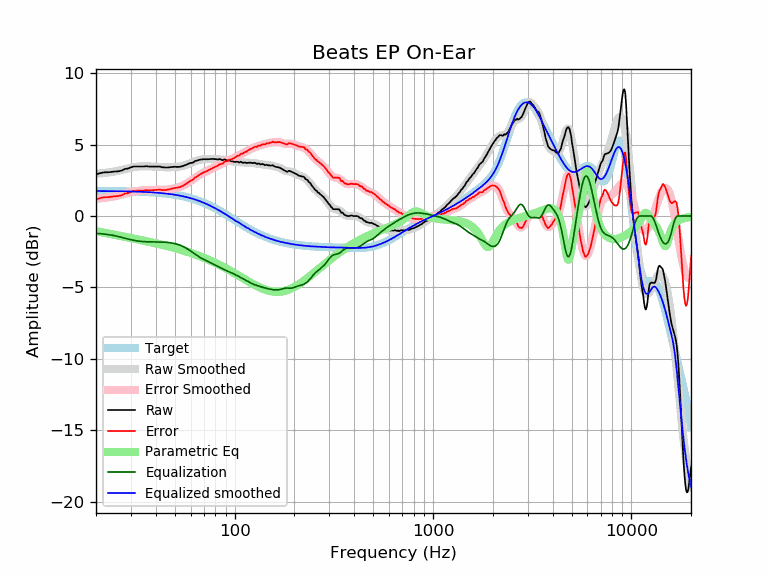 Beats EP On-Ear
Amplitude (dBr)
10
5
0
−5
−10
−15
−20
Target
Raw Smoothed
Error Smoothed
Raw
Error
Parametric Eq
Equalization
Equalized smoothed
100
1000
10000
Frequency (Hz)